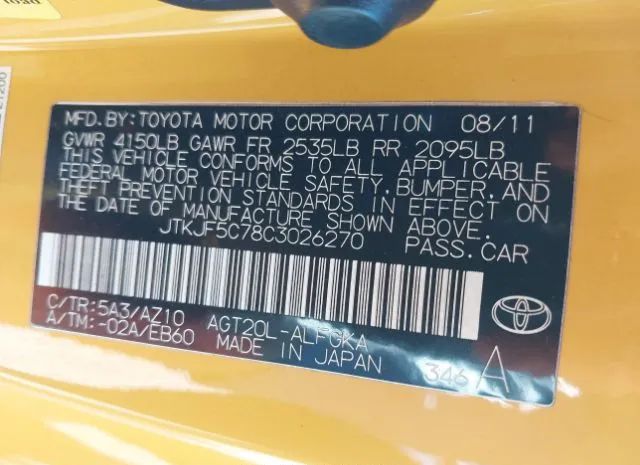 MFD.BY:TOYOTA MOTOR CORPORATION 08/11
GVWR 4150LB GAWR FR 2535LB RR 2095LB
THIS VEHICLE CONFORMS TO ALL APPLICABLE
FEDERAL MOTOR VEHICLE SAFETY, BUMPER, AND
THEFT PREVENTION STANDARDS IN EFFECT ON
THE DATE OF MANUFACTURE SHOWN ABOVE.
JTKJF5C78C3026270 PASS.CAR
C/TR:5A3/AZ10 AGT20L-ALFGKA
A/TM:-02A/EB60 MADE IN JAPAN 346 A
TOYOTA